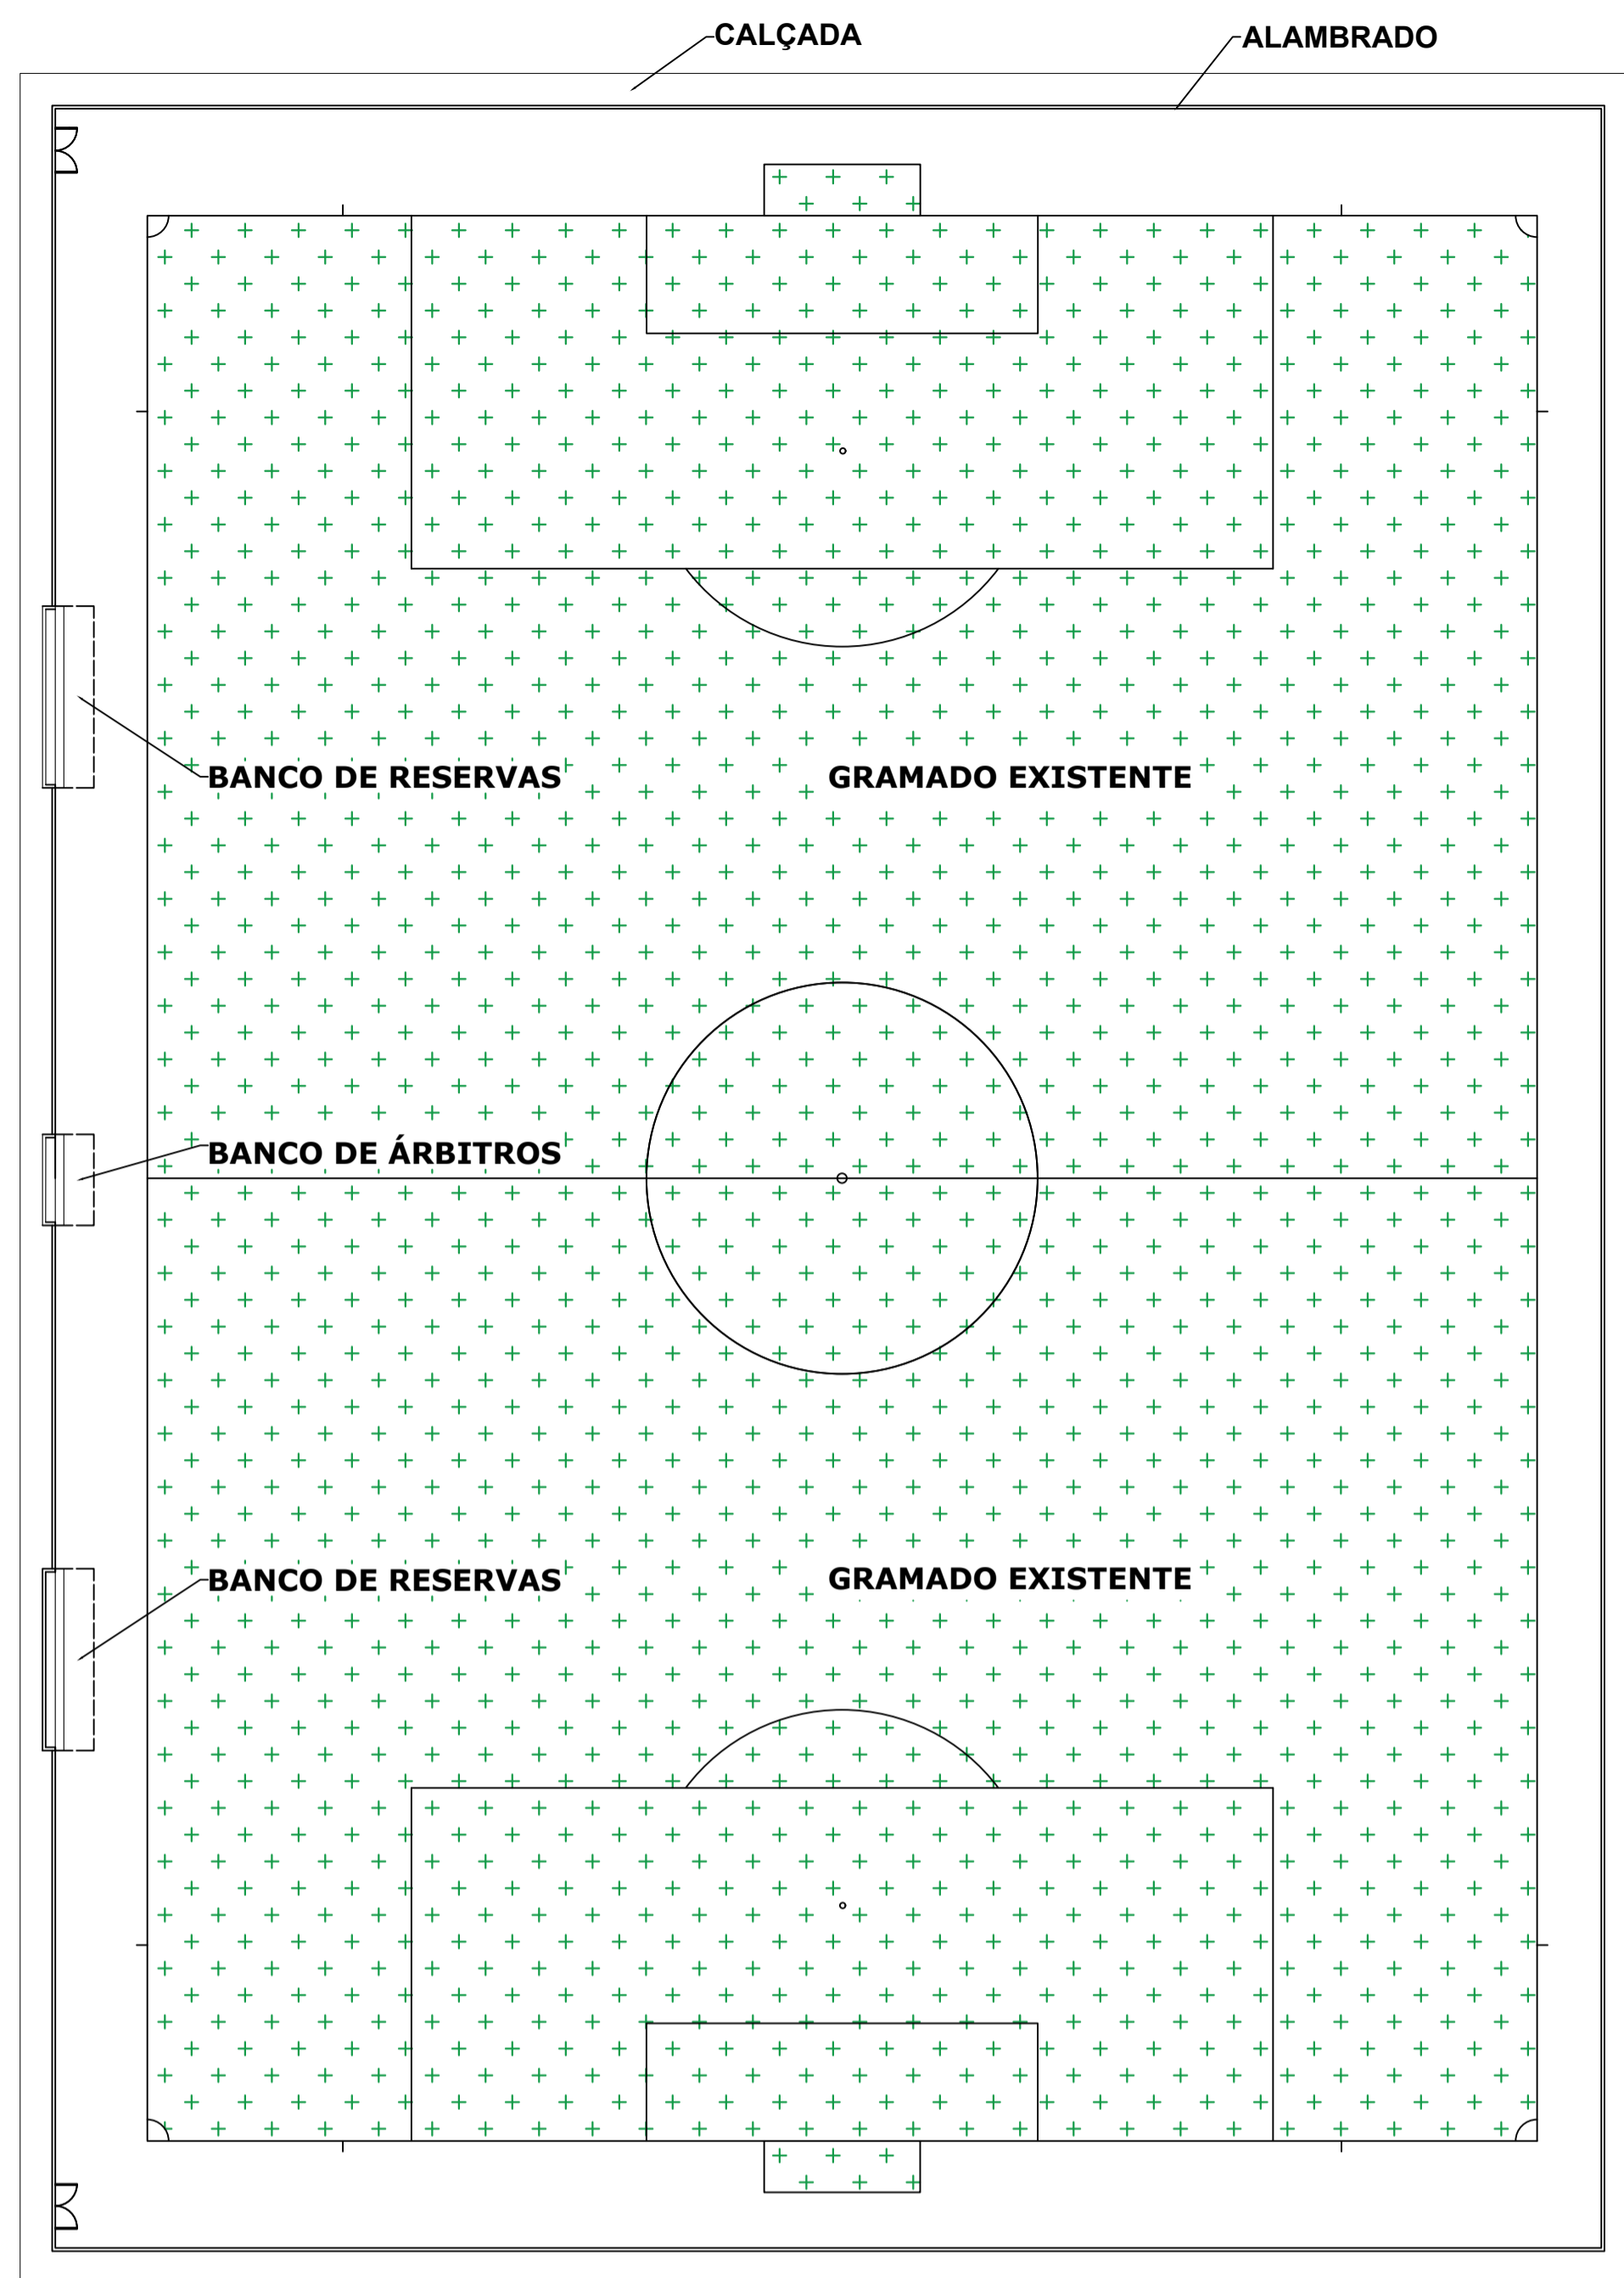 CALÇADA
ALAMBRADO
BANCO DE RESERVAS
GRAMADO EXISTENTE
BANCO DE ÁRBITROS
BANCO DE RESERVAS
GRAMADO EXISTENTE